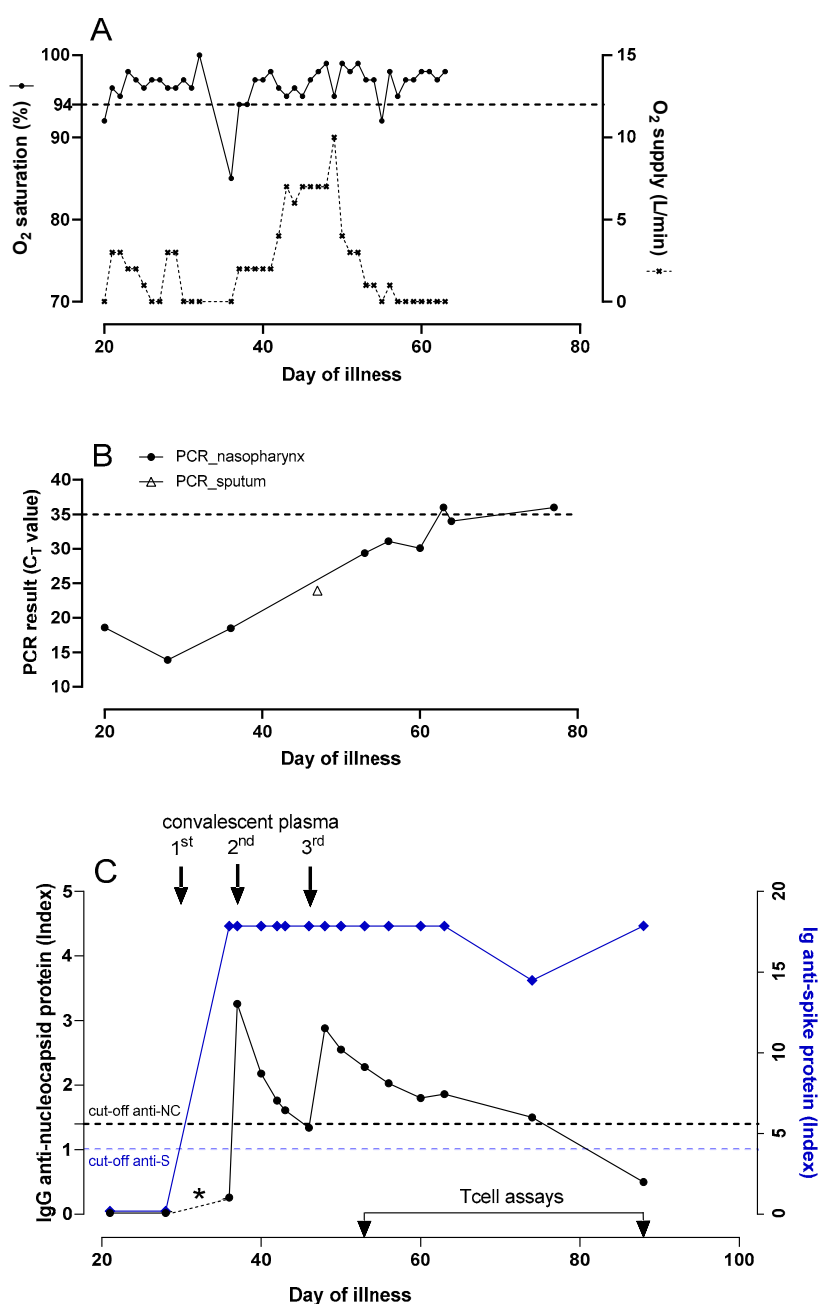 A
O₂ saturation (%)
100
94
90
80
70
O₂ supply (L/min)
15
10
5
0
20 40 60 80
Day of illness
B
PCR_nasopharynx
PCR_sputum
PCR result (C_T value)
40
35
30
25
20
15
10
20 40 60 80
Day of illness
convalescent plasma
1st 2nd 3rd
C
IgG anti-nucleocapsid protein (Index)
5
4
3
2
1
0
Ig anti-spike protein (Index)
20
15
10
5
0
cut-off anti-NC
cut-off anti-S
*
Tcell assays
20 40 60 80 100
Day of illness